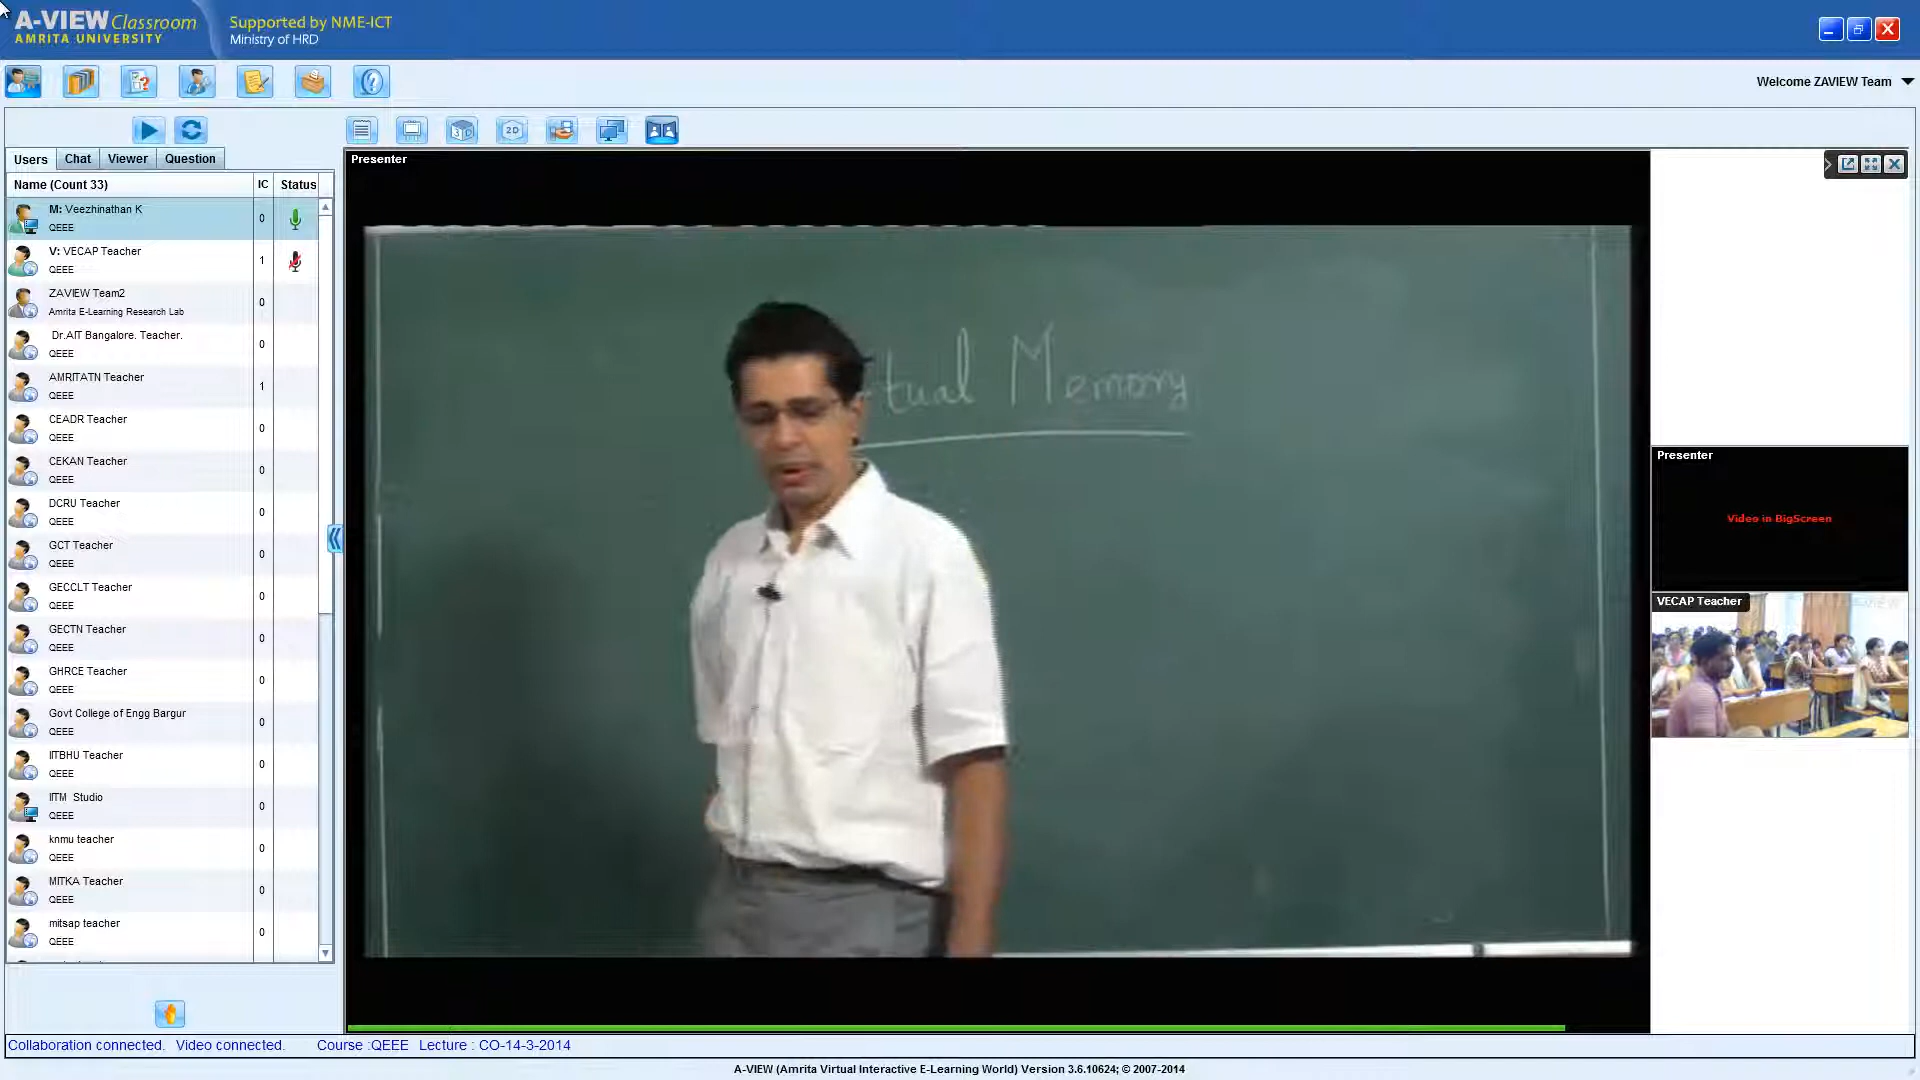 A-VIEW Classroom
AMRITA UNIVERSITY
Supported by NME-ICT
Ministry of HRD
Welcome ZAVIEW Team
3D
2D
Users Chat Viewer Question
Name (Count 33) IC Status
M: Veezhinathan K
QEEE
0
V: VECAP Teacher
QEEE
1
ZAVIEW Team2
Amrita E-Learning Research Lab
0
Dr.AIT Bangalore. Teacher.
QEEE
0
AMRITATN Teacher
QEEE
1
CEADR Teacher
QEEE
0
CEKAN Teacher
QEEE
0
DCRU Teacher
QEEE
0
GCT Teacher
QEEE
0
GECCLT Teacher
QEEE
0
GECTN Teacher
QEEE
0
GHRCE Teacher
QEEE
0
Govt College of Engg Bargur
QEEE
0
IITBHU Teacher
QEEE
0
IITM Studio
QEEE
0
knmu teacher
QEEE
0
MITKA Teacher
QEEE
0
mitsap teacher
QEEE
0
Presenter
tual Memory
Presenter
Video in BigScreen
VECAP Teacher
Collaboration connected. Video connected. Course :QEEE Lecture : CO-14-3-2014
A-VIEW (Amrita Virtual Interactive E-Learning World) Version 3.6.10624; © 2007-2014